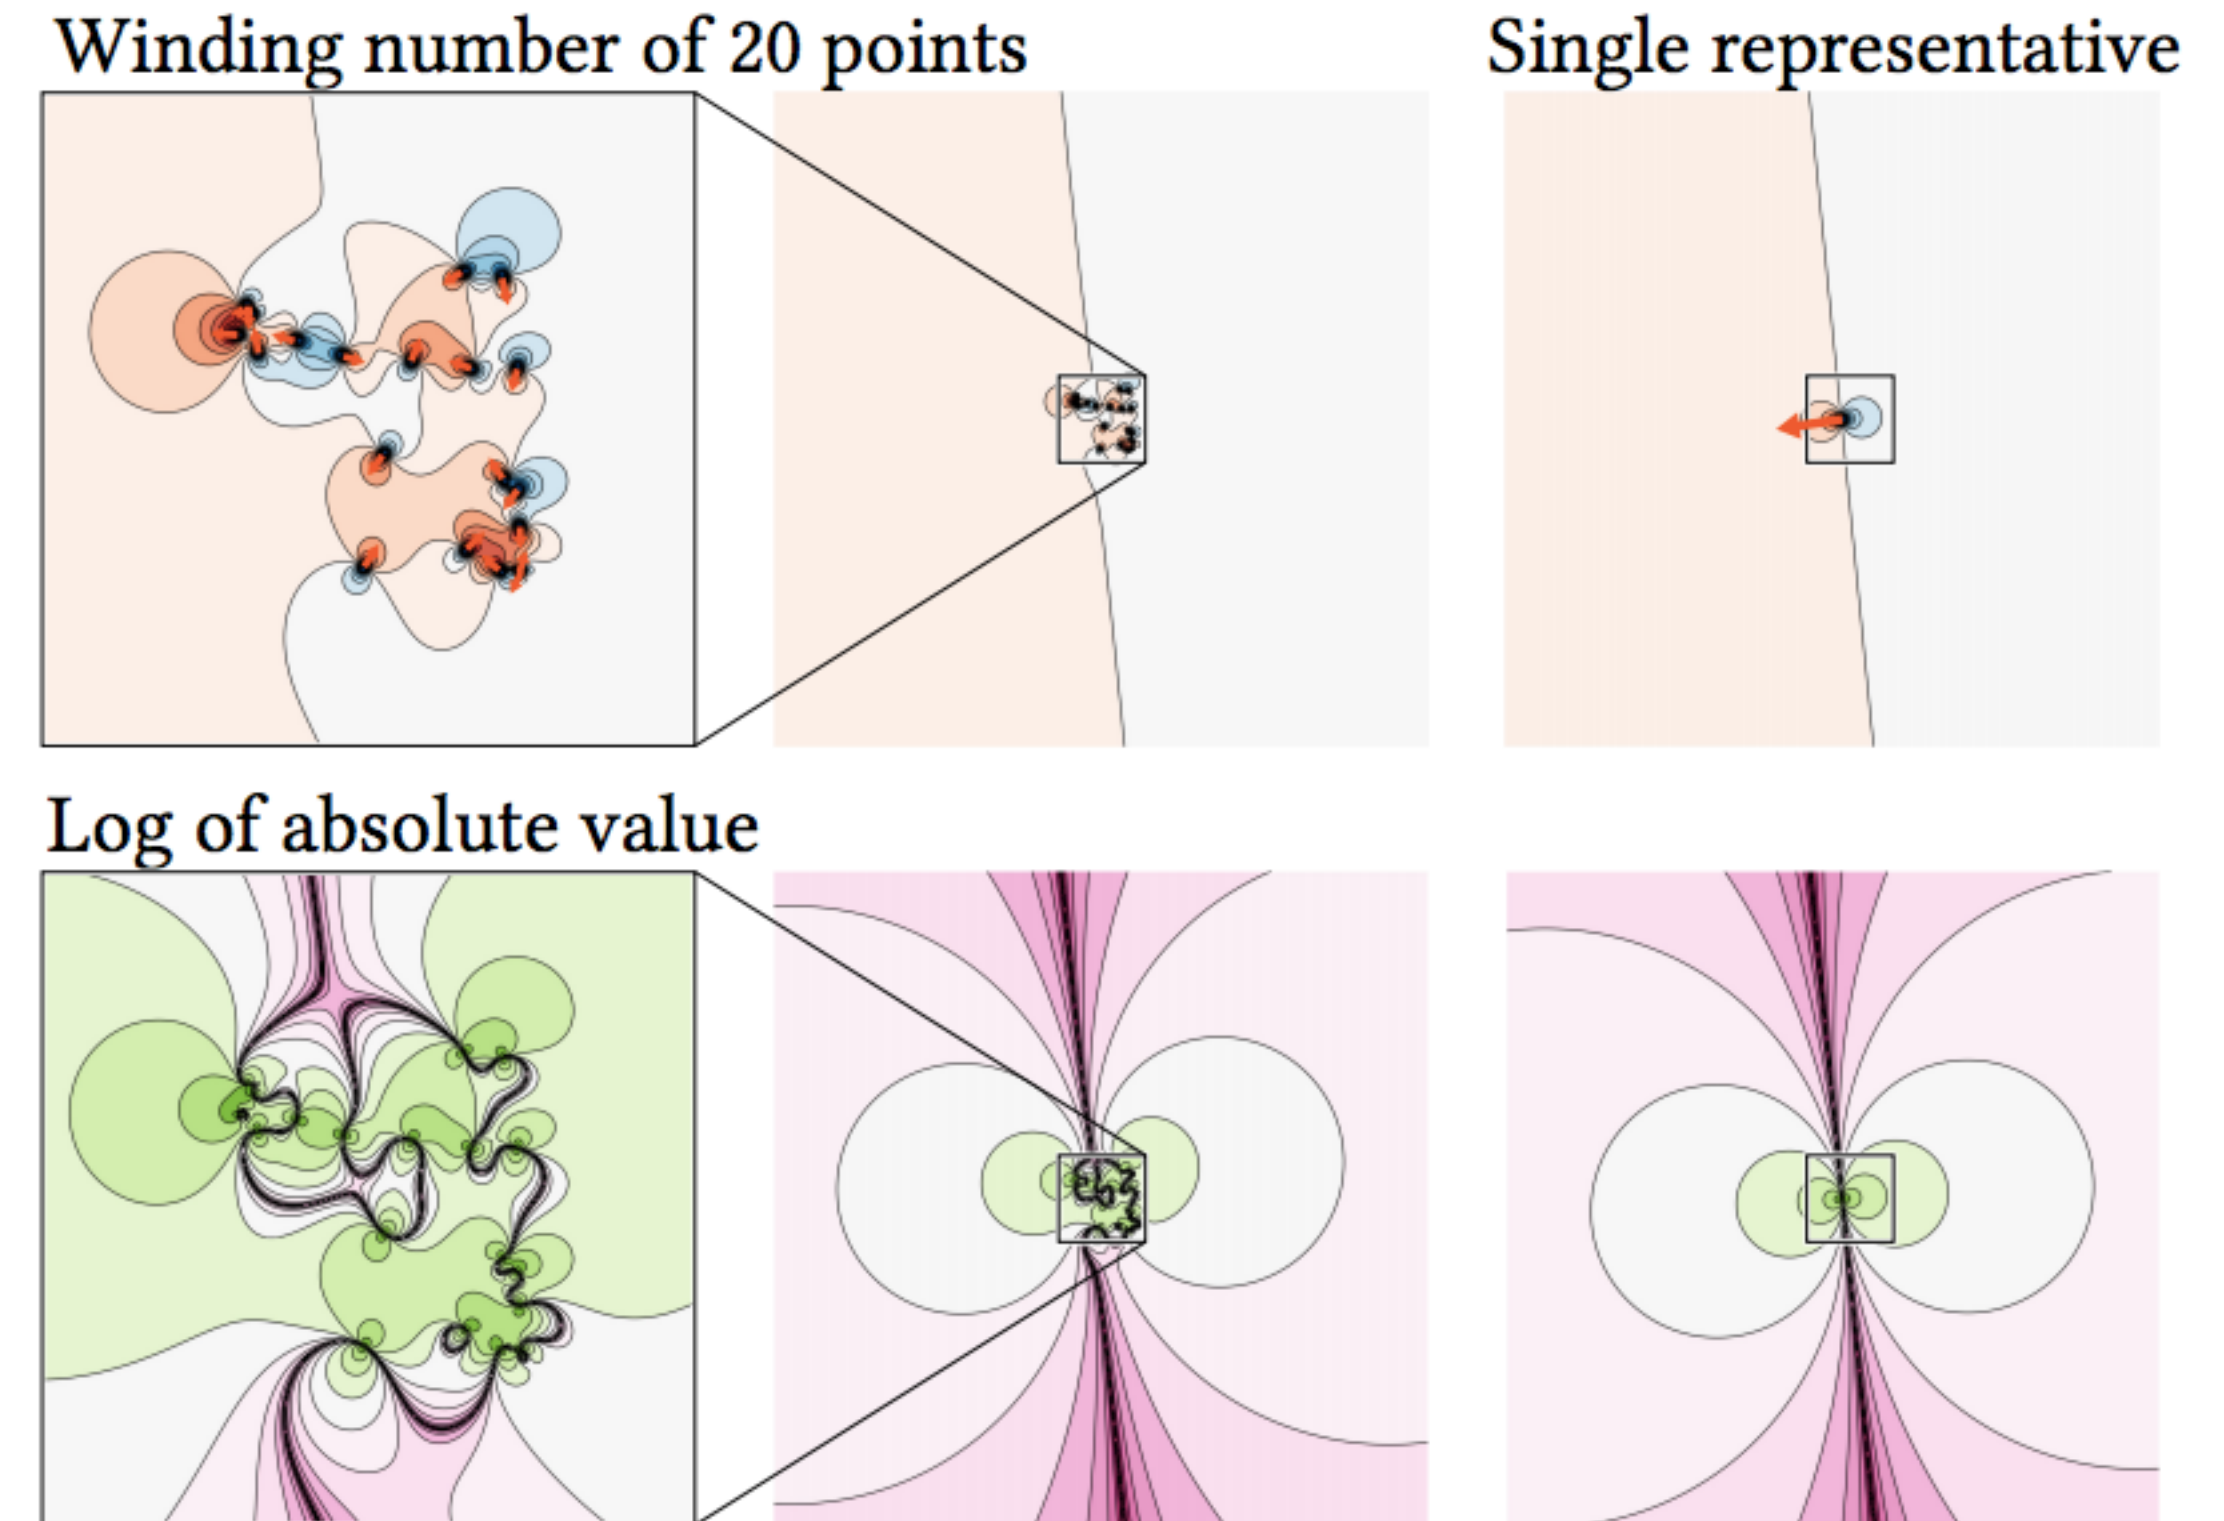 Winding number of 20 points
Single representative
Log of absolute value